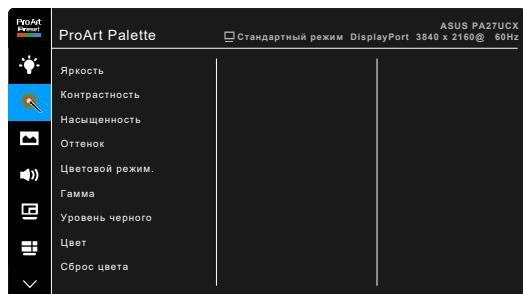 ProArt
Preset
ProArt Palette
ASUS PA27UCX
Стандартный режим DisplayPort 3840 x 2160@ 60Hz
Яркость
Контрастность
Насыщенность
Оттенок
Цветовой режим.
Гамма
Уровень черного
Цвет
Сброс цвета